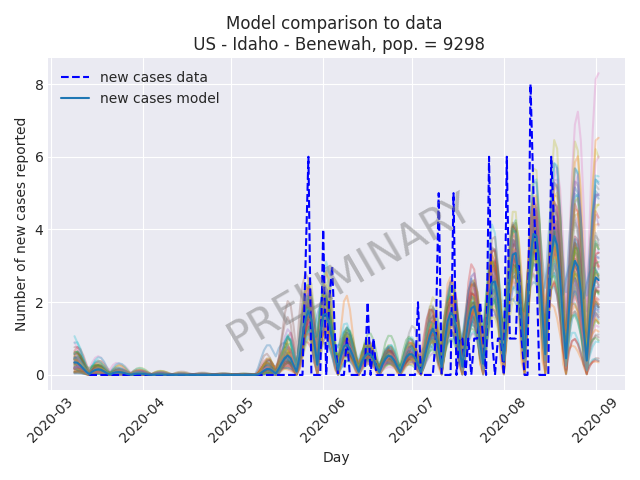 Model comparison to data
US - Idaho - Benewah, pop. = 9298
new cases data
new cases model
PRELIMINARY
Number of new cases reported
8
6
4
2
0
2020-03
2020-04
2020-05
2020-06
2020-07
2020-08
2020-09
Day